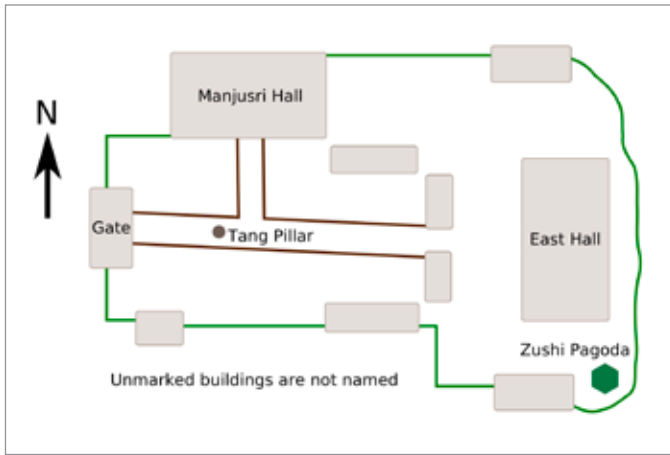 Manjusri Hall
N
Gate
Tang Pillar
East Hall
Zushi Pagoda
Unmarked buildings are not named